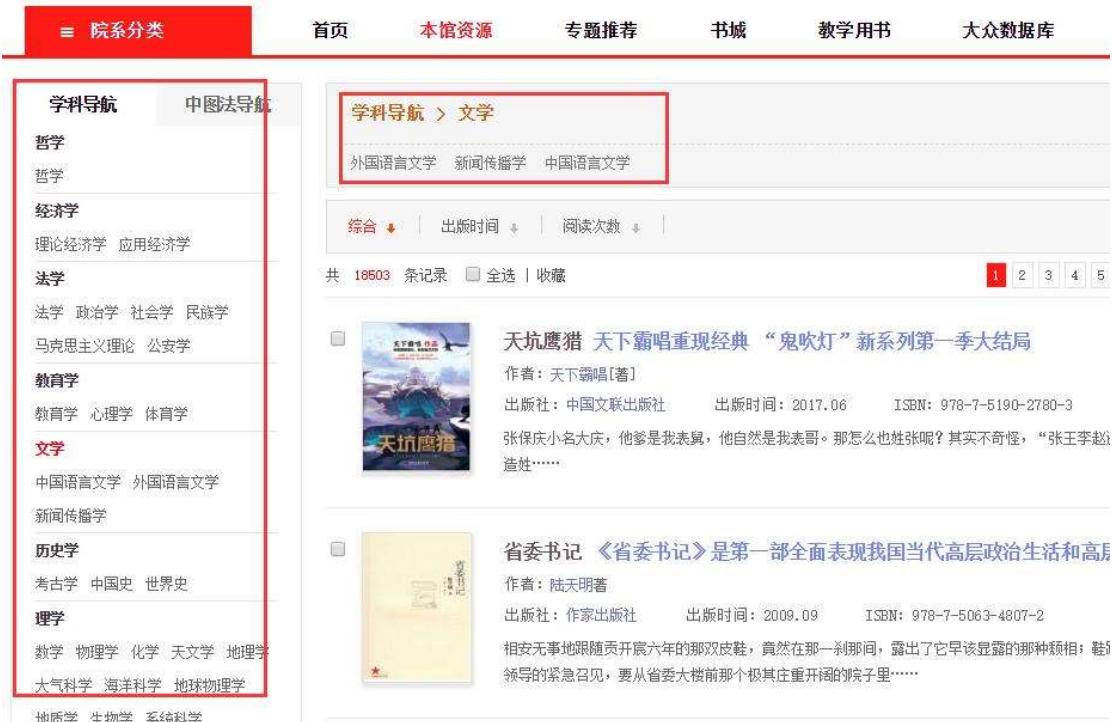 ≡ 院系分类 首页 本馆资源 专题推荐 书城 教学用书 大众数据库
学科导航 中图法导航
哲学
哲学
经济学
理论经济学 应用经济学
法学
法学 政治学 社会学 民族学
马克思主义理论 公安学
教育学
教育学 心理学 体育学
文学
中国语言文学 外国语言文学
新闻传播学
历史学
考古学 中国史 世界史
理学
数学 物理学 化学 天文学 地理学
大气科学 海洋科学 地球物理学
地质学 生物学 系统科学
学科导航 > 文学
外国语言文学 新闻传播学 中国语言文学
综合 出版时间 阅读次数
共 18503 条记录 全选 | 收藏 1 2 3 4 5
天下霸唱 作品
天坑鹰猎
天坑鹰猎 天下霸唱重现经典 “鬼吹灯”新系列第一季大结局
作者：天下霸唱[著]
出版社：中国文联出版社 出版时间：2017.06 ISBN：978-7-5190-2780-3
张保庆小名大庆，他爹是我表舅，他自然是我表哥。那怎么也姓张呢？其实不奇怪，“张王李赵
造姓……
省委书记
省委书记 《省委书记》是第一部全面表现我国当代高层政治生活和高层
作者：陆天明著
出版社：作家出版社 出版时间：2009.09 ISBN：978-7-5063-4807-2
相安无事地跟随贡开宸六年的那双皮鞋，竟然在那一刹那间，露出了它早该显露的那种颓相；鞋
领导的紧急召见，要从省委大楼前那个极其庄重开阔的院子里……